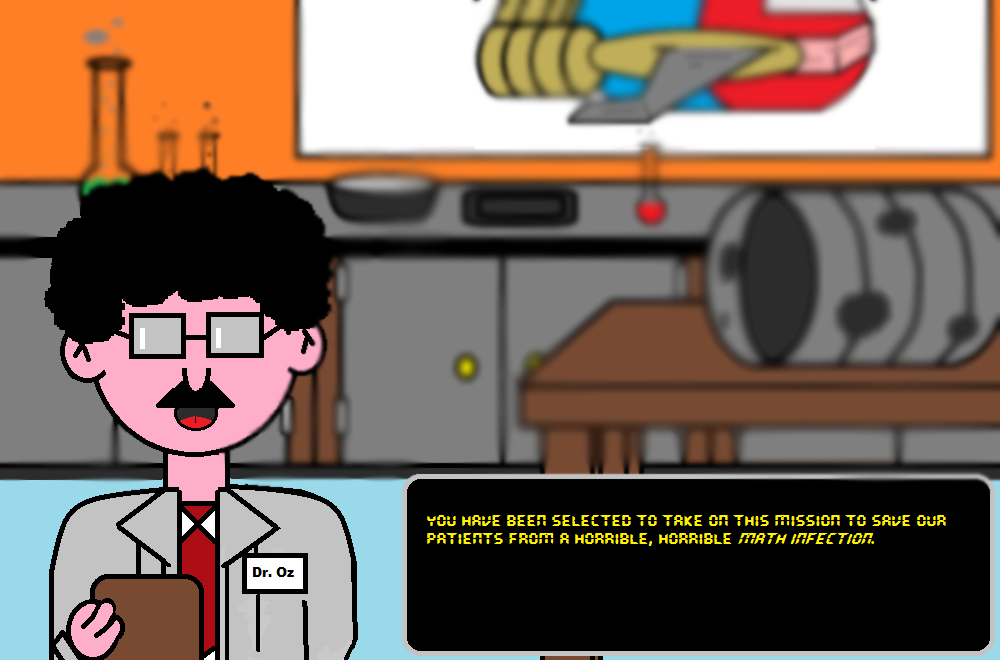 Dr. Oz
YOU HAVE BEEN SELECTED TO TAKE ON THIS MISSION TO SAVE OUR
PATIENTS FROM A HORRIBLE, HORRIBLE MATH INFECTION.